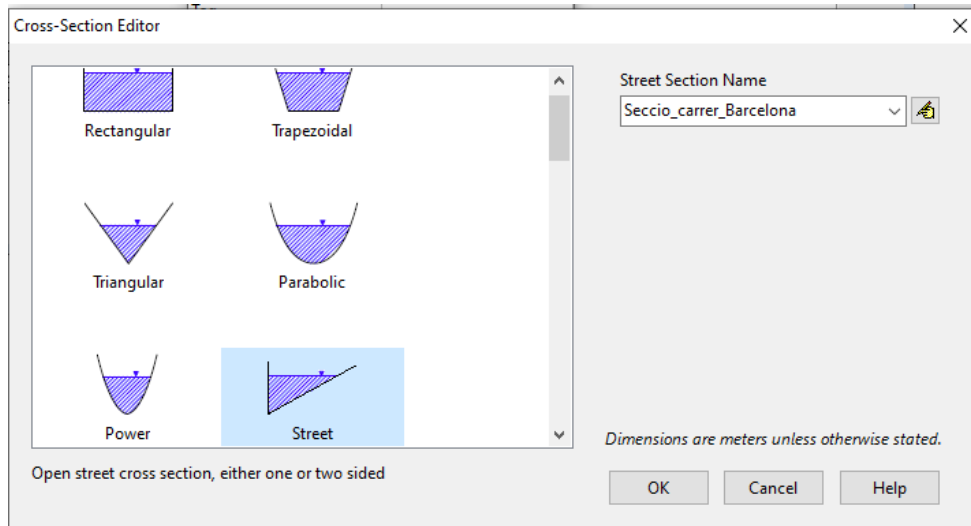 Cross-Section Editor
Rectangular
Trapezoidal
Triangular
Parabolic
Power
Street
Open street cross section, either one or two sided
Street Section Name
Seccio_carrer_Barcelona
Dimensions are meters unless otherwise stated.
OK
Cancel
Help